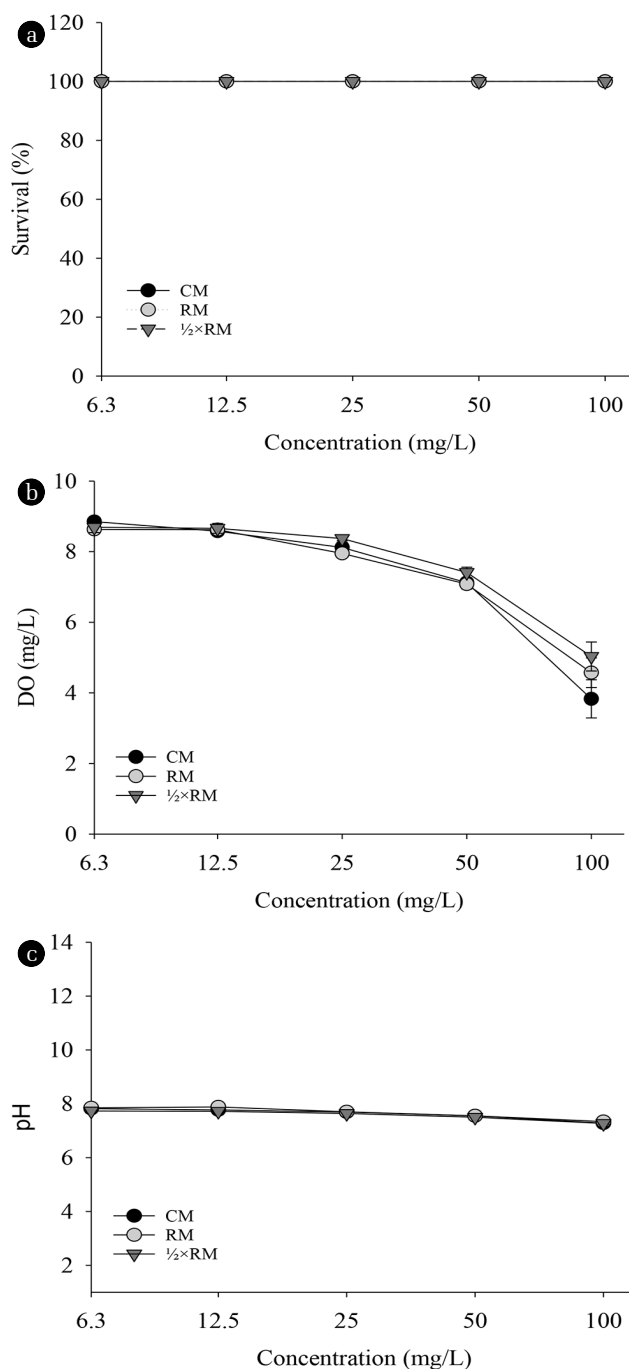 a
120
100
80
60
40
20
0
Survival (%)
CM
RM
½×RM
6.3 12.5 25 50 100
Concentration (mg/L)
b
10
8
6
4
2
0
DO (mg/L)
CM
RM
½×RM
6.3 12.5 25 50 100
Concentration (mg/L)
c
14
12
10
8
6
4
2
pH
CM
RM
½×RM
6.3 12.5 25 50 100
Concentration (mg/L)